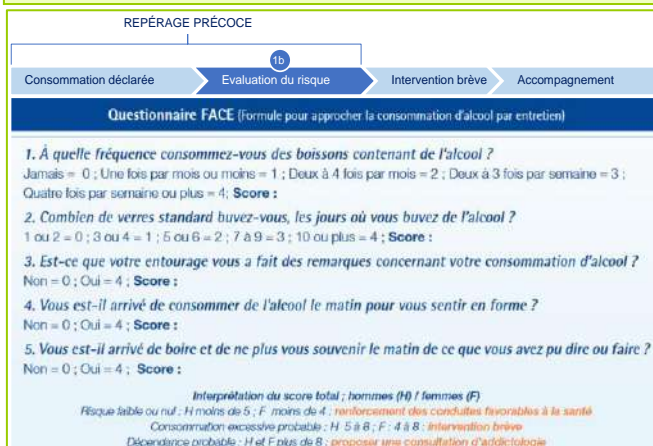 REPÉRAGE PRÉCOCE
1b
Consommation déclarée
Evaluation du risque
Intervention brève
Accompagnement
Questionnaire FACE (Formule pour approcher la consommation d'alcool par entretien)
1. À quelle fréquence consommez-vous des boissons contenant de l'alcool ?
Jamais = 0 ; Une fois par mois ou moins = 1 ; Deux à 4 fois par mois = 2 ; Deux à 3 fois par semaine = 3 ;
Quatre fois par semaine ou plus = 4; Score :
2. Combien de verres standard buvez-vous, les jours où vous buvez de l'alcool ?
1 ou 2 = 0 ; 3 ou 4 = 1 ; 5 ou 6 = 2 ; 7 à 9 = 3 ; 10 ou plus = 4 ; Score :
3. Est-ce que votre entourage vous a fait des remarques concernant votre consommation d'alcool ?
Non = 0 ; Oui = 4 ; Score :
4. Vous est-il arrivé de consommer de l'alcool le matin pour vous sentir en forme ?
Non = 0 ; Oui = 4 ; Score :
5. Vous est-il arrivé de boire et de ne plus vous souvenir le matin de ce que vous avez pu dire ou faire ?
Non = 0 ; Oui = 4 ; Score :
Interprétation du score total ; hommes (H) / femmes (F)
Risque faible ou nul : H moins de 5 ; F moins de 4 : renforcement des conduites favorables à la santé
Consommation excessive probable : H 5 à 8 ; F : 4 à 8 : intervention brève
Dépendance probable : H et F plus de 8 : proposer une consultation d'addictologie